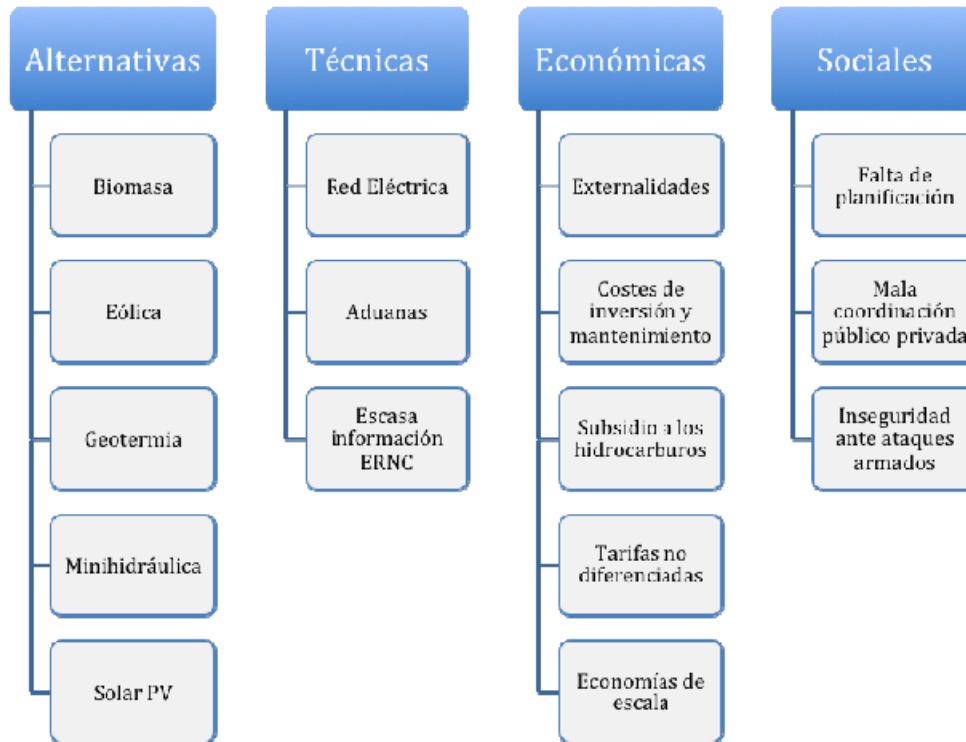 Alternativas
Biomasa
Eólica
Geotermia
Minihidráulica
Solar PV
Técnicas
Red Eléctrica
Aduanas
Escasa
información
ERNC
Económicas
Externalidades
Costes de
inversión y
mantenimiento
Subsidio a los
hidrocarburos
Tarifas no
diferenciadas
Economías de
escala
Sociales
Falta de
planificación
Mala
coordinación
público privada
Inseguridad
ante ataques
armados